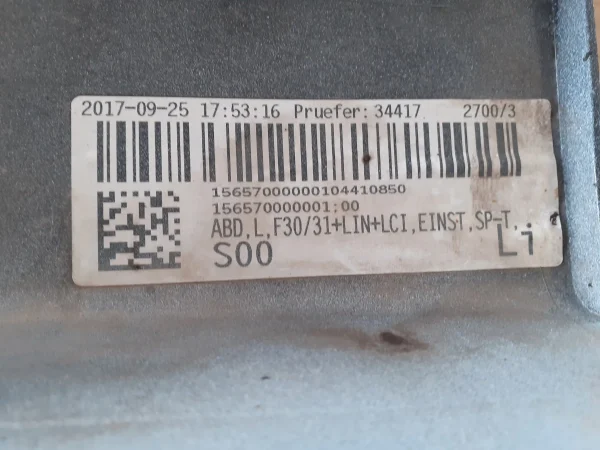 2017-09-25 17:53:16 Pruefer: 34417 2700/3
156570000000104410850
156570000001;00
ABD,L,F30/31+LIN+LCI,EINST,SP-T,
S00 Li